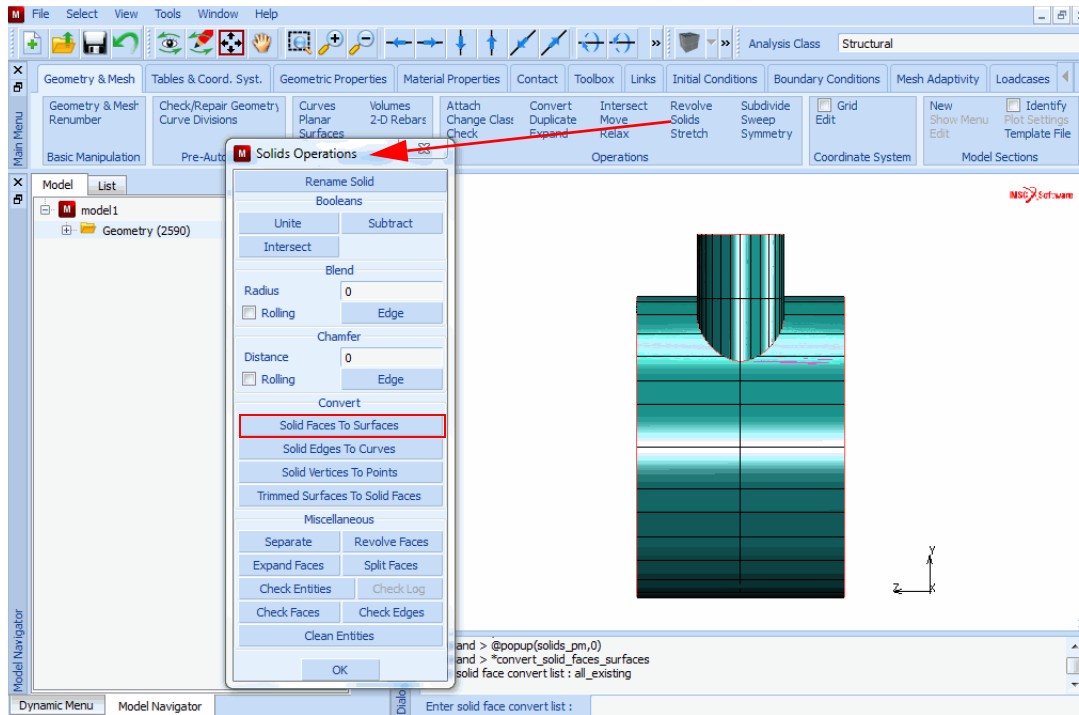 M File Select View Tools Window Help
Analysis Class Structural
Geometry & Mesh Tables & Coord. Syst. Geometric Properties Material Properties Contact Toolbox Links Initial Conditions Boundary Conditions Mesh Adaptivity Loadcases
Main Menu
Geometry & Mesh Check/Repair Geometry Curves Volumes Attach Convert Intersect Revolve Subdivide Grid New Identify
Renumber Curve Divisions Planar 2-D Rebars Change Class Duplicate Move Solids Sweep Edit Show Menu Plot Settings
Surfaces Check Expand Relax Stretch Symmetry Edit Template File
Basic Manipulation Pre-Auto Operations Coordinate System Model Sections
Model List
M model1
Geometry (2590)
M Solids Operations
Rename Solid
Booleans
Unite Subtract
Intersect
Blend
Radius 0
Rolling Edge
Chamfer
Distance 0
Rolling Edge
Convert
Solid Faces To Surfaces
Solid Edges To Curves
Solid Vertices To Points
Trimmed Surfaces To Solid Faces
Miscellaneous
Separate Revolve Faces
Expand Faces Split Faces
Check Entities Check Log
Check Faces Check Edges
Clean Entities
OK
MSC Software
Y
Z X
Model Navigator
and > @popup(solids_pm,0)
and > *convert_solid_faces_surfaces
solid face convert list : all_existing
Dialo
Enter solid face convert list :
Dynamic Menu Model Navigator